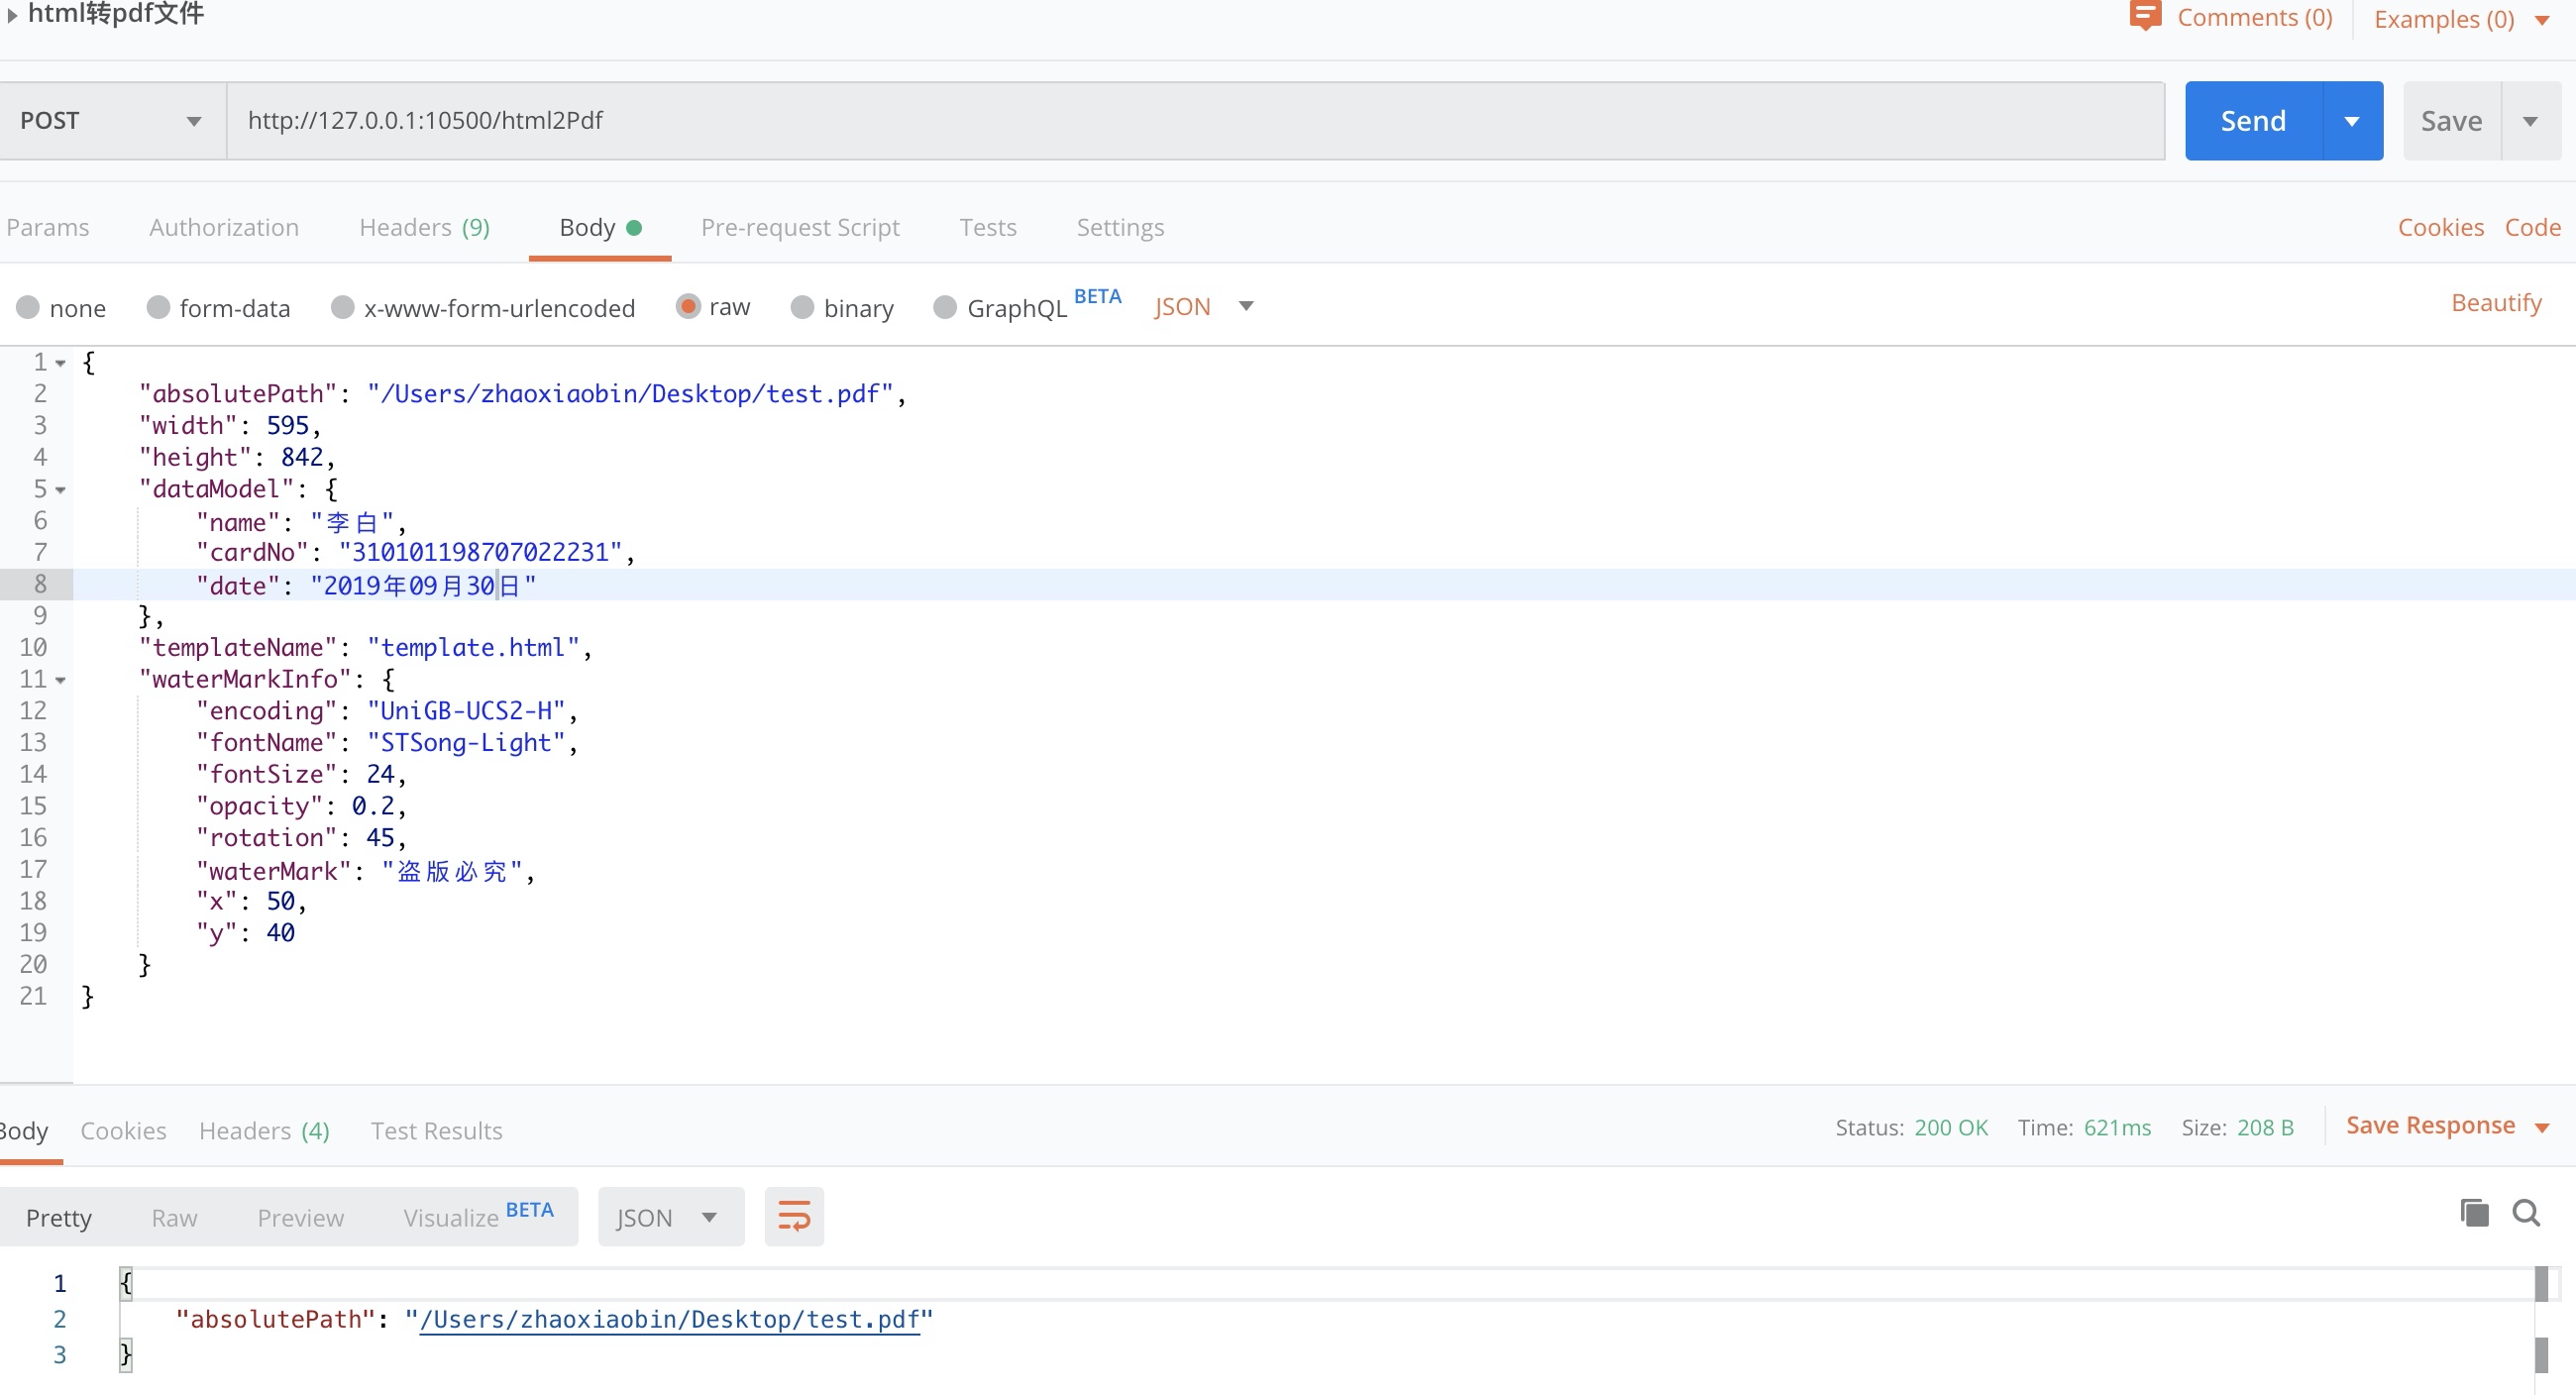 html转pdf文件
Comments (0) Examples (0)
POST http://127.0.0.1:10500/html2Pdf Send Save
Params Authorization Headers (9) Body Pre-request Script Tests Settings Cookies Code
none form-data x-www-form-urlencoded raw binary GraphQL BETA JSON Beautify
1 {
2 "absolutePath": "/Users/zhaoxiaobin/Desktop/test.pdf",
3 "width": 595,
4 "height": 842,
5 "dataModel": {
6 "name": "李白",
7 "cardNo": "310101198707022231",
8 "date": "2019年09月30日"
9 },
10 "templateName": "template.html",
11 "waterMarkInfo": {
12 "encoding": "UniGB-UCS2-H",
13 "fontName": "STSong-Light",
14 "fontSize": 24,
15 "opacity": 0.2,
16 "rotation": 45,
17 "waterMark": "盗版必究",
18 "x": 50,
19 "y": 40
20 }
21 }
Body Cookies Headers (4) Test Results Status: 200 OK Time: 621ms Size: 208 B Save Response
Pretty Raw Preview Visualize BETA JSON
1 {
2 "absolutePath": "/Users/zhaoxiaobin/Desktop/test.pdf"
3 }